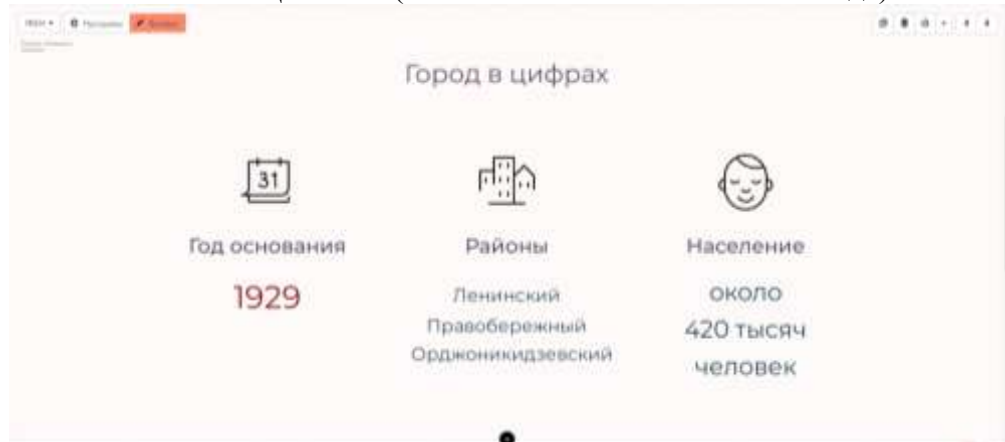 Город в цифрах
31
Год основания
Районы
Население
1929
Ленинский
Правобережный
Орджоникидзевский
около
420 тысяч
человек